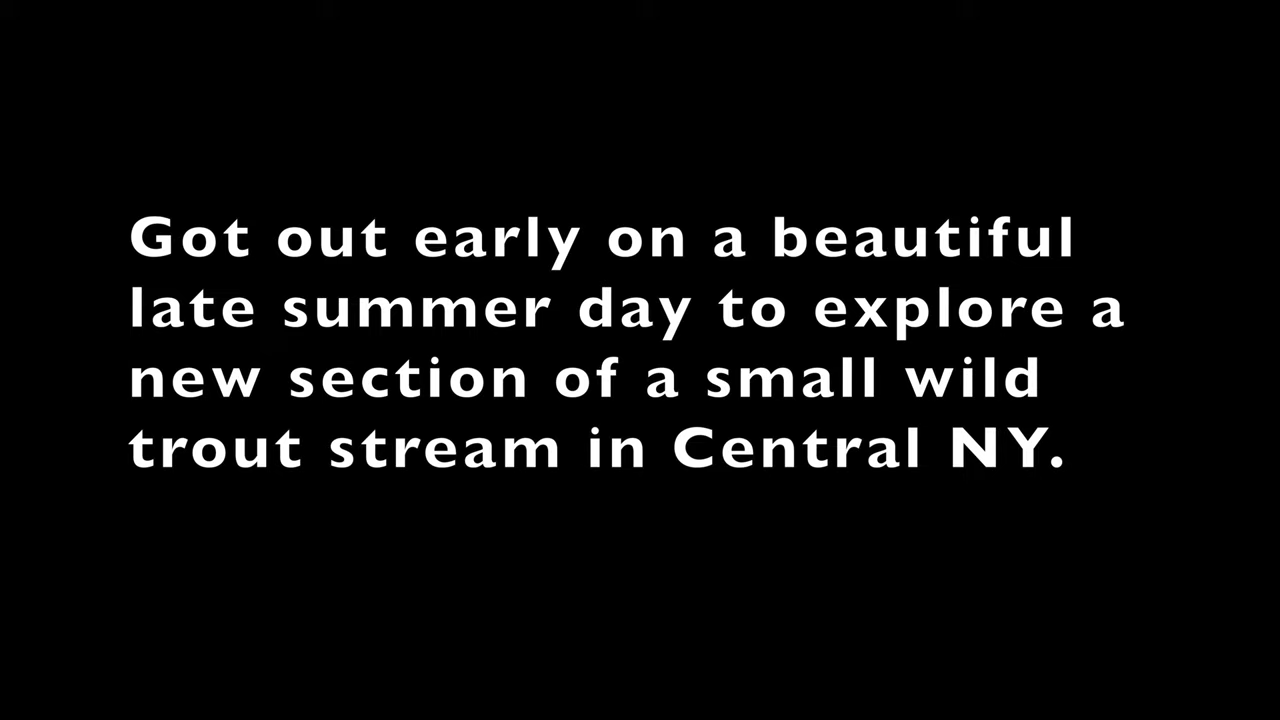 Got out early on a beautiful
late summer day to explore a
new section of a small wild
trout stream in Central NY.